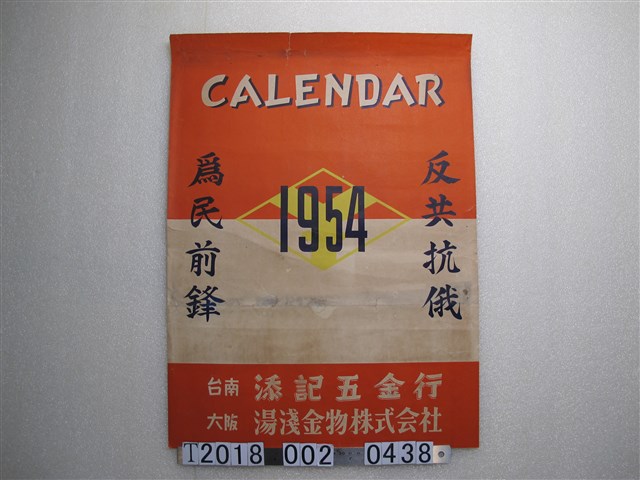 CALENDAR
反共抗俄
1954
爲民前鋒
台南 添記五金行
大阪 湯淺金物株式会社
T2018 002 0438